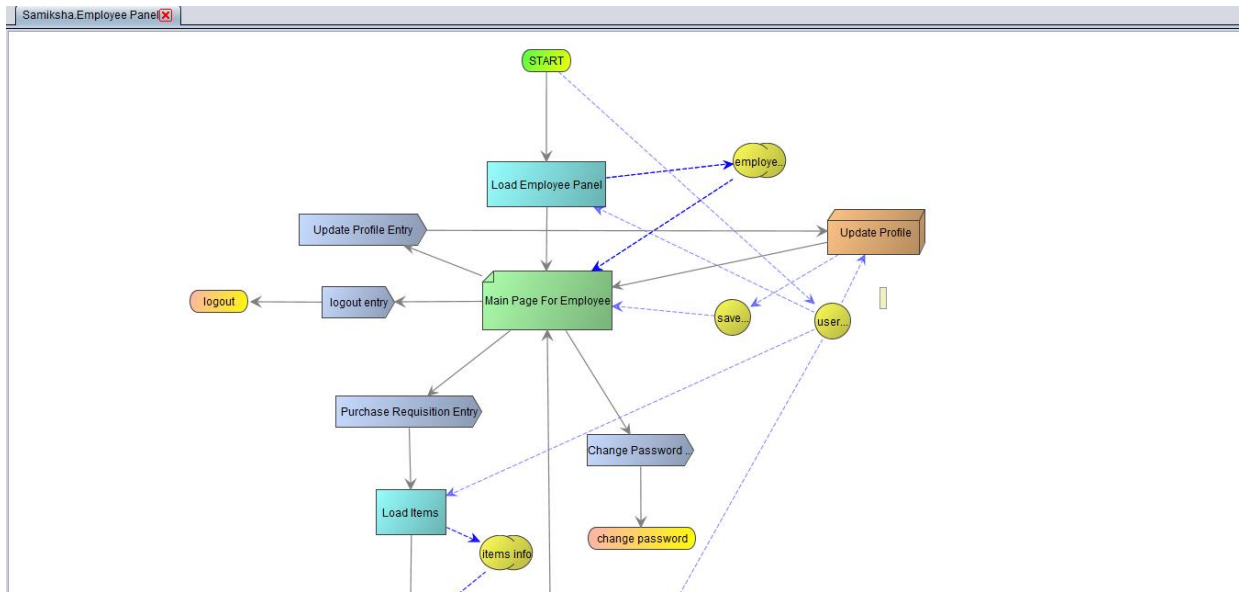 Samiksha.Employee Panel
START
employe...
Load Employee Panel
Update Profile Entry
Update Profile
Main Page For Employee
logout
logout entry
save...
user...
Purchase Requisition Entry
Change Password ...
Load Items
change password
items info